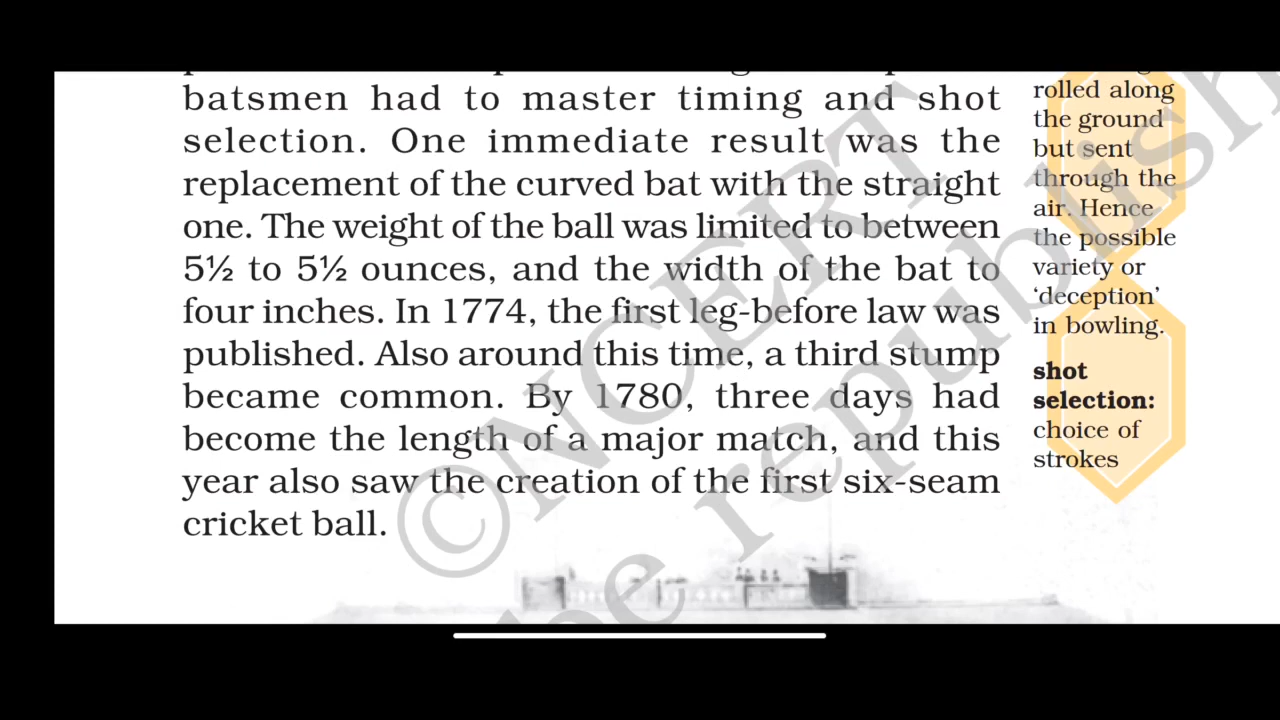 batsmen had to master timing and shot
selection. One immediate result was the
replacement of the curved bat with the straight
one. The weight of the ball was limited to between
5½ to 5½ ounces, and the width of the bat to
four inches. In 1774, the first leg-before law was
published. Also around this time, a third stump
became common. By 1780, three days had
become the length of a major match, and this
year also saw the creation of the first six-seam
cricket ball.
rolled along
the ground
but sent
through the
air. Hence
the possible
variety or
‘deception’
in bowling.
shot
selection:
choice of
strokes
©NCERT
be republish